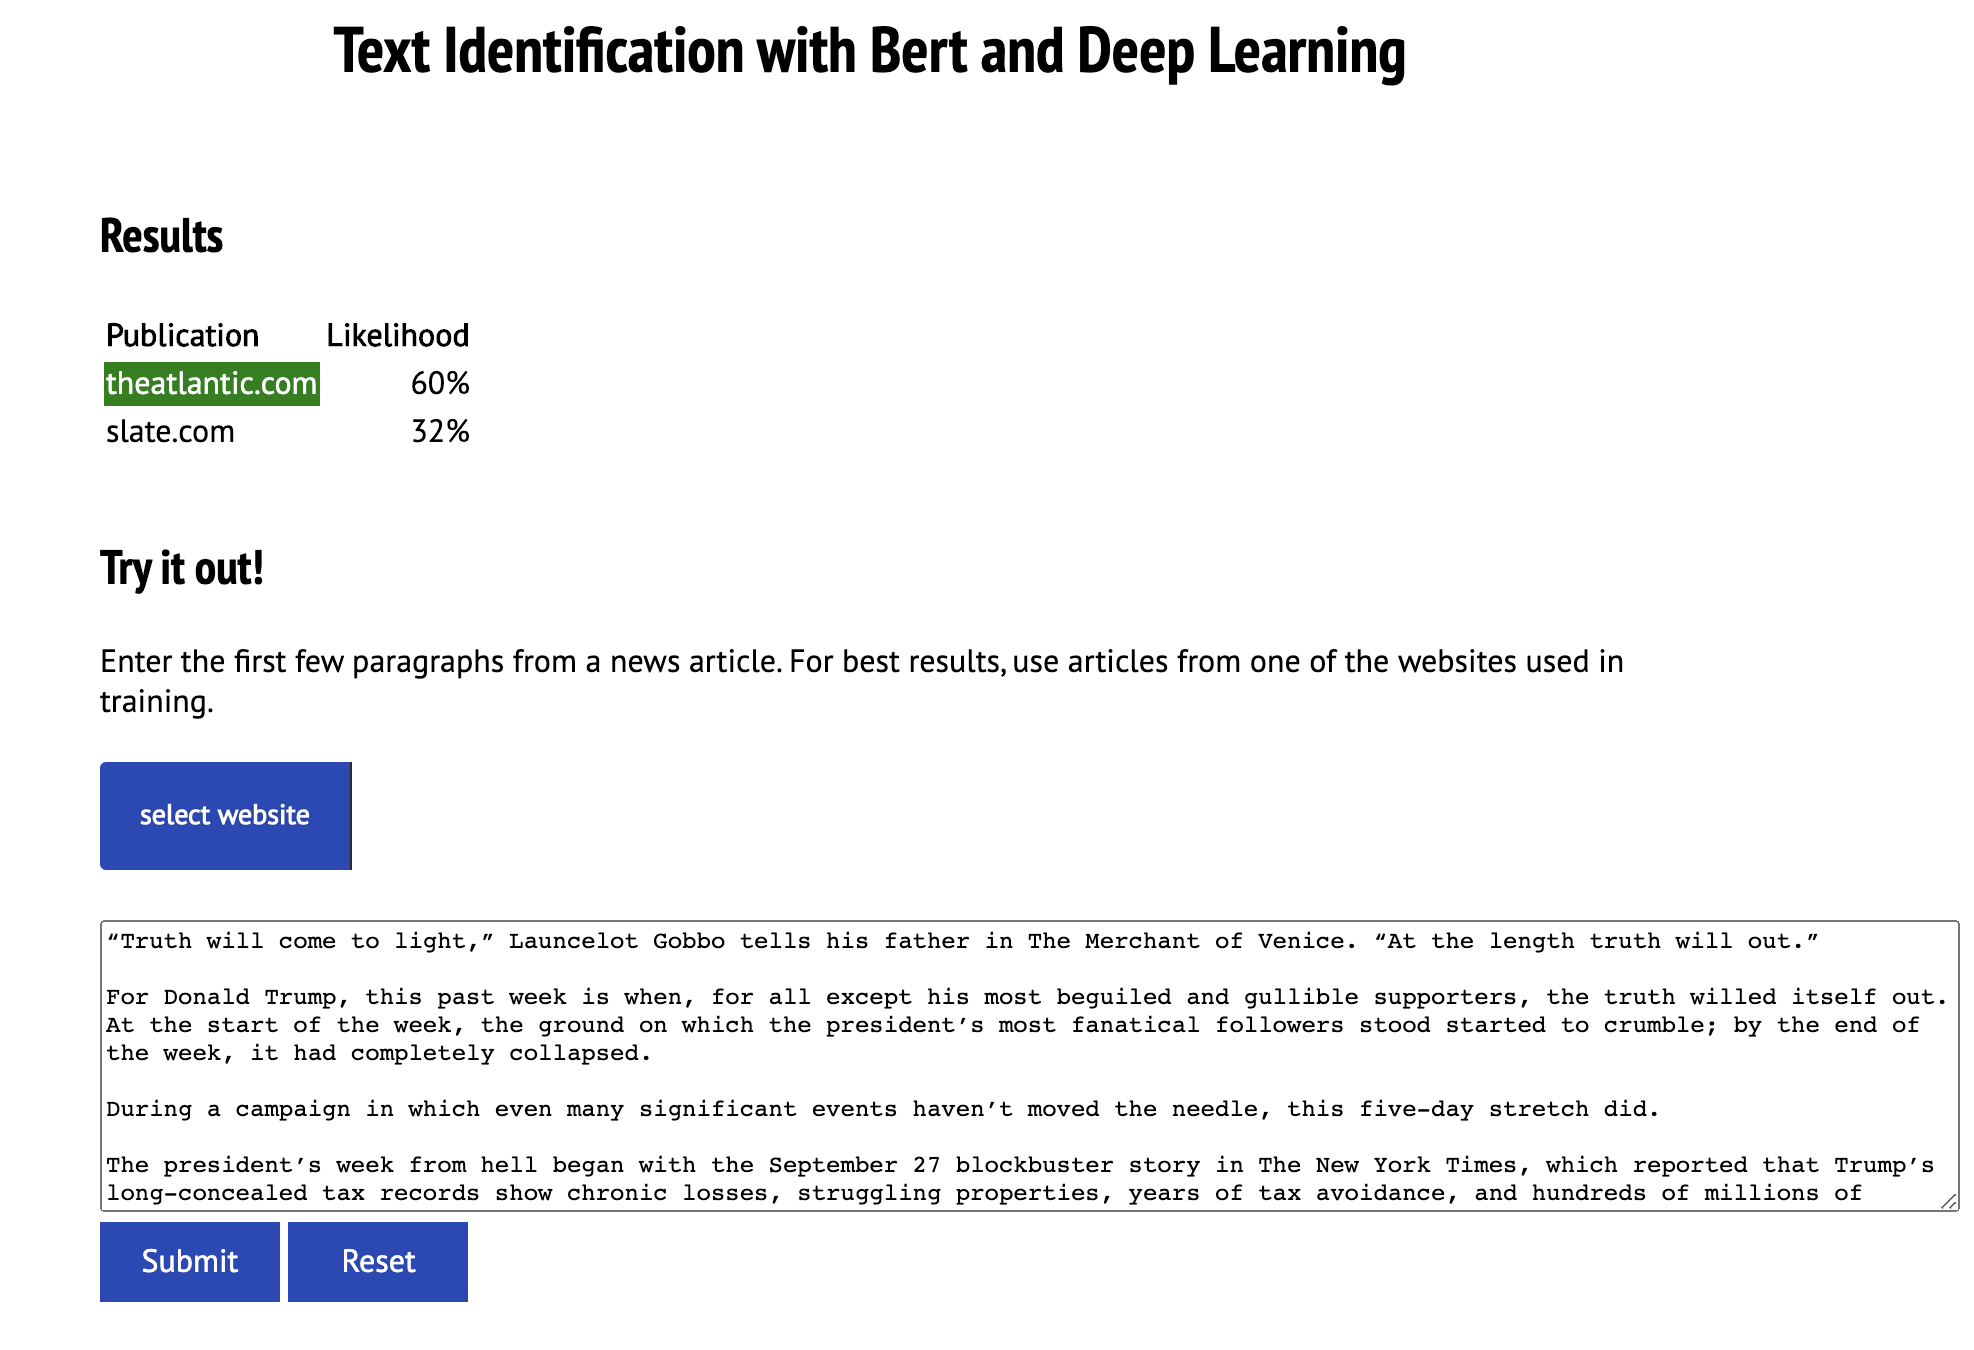 Text Identification with Bert and Deep Learning
Results
Publication Likelihood
theatlantic.com 60%
slate.com 32%
Try it out!
Enter the first few paragraphs from a news article. For best results, use articles from one of the websites used in
training.
select website
“Truth will come to light,” Launcelot Gobbo tells his father in The Merchant of Venice. “At the length truth will out.”
For Donald Trump, this past week is when, for all except his most beguiled and gullible supporters, the truth willed itself out.
At the start of the week, the ground on which the president’s most fanatical followers stood started to crumble; by the end of
the week, it had completely collapsed.
During a campaign in which even many significant events haven’t moved the needle, this five-day stretch did.
The president’s week from hell began with the September 27 blockbuster story in The New York Times, which reported that Trump’s
long-concealed tax records show chronic losses, struggling properties, years of tax avoidance, and hundreds of millions of
Submit Reset